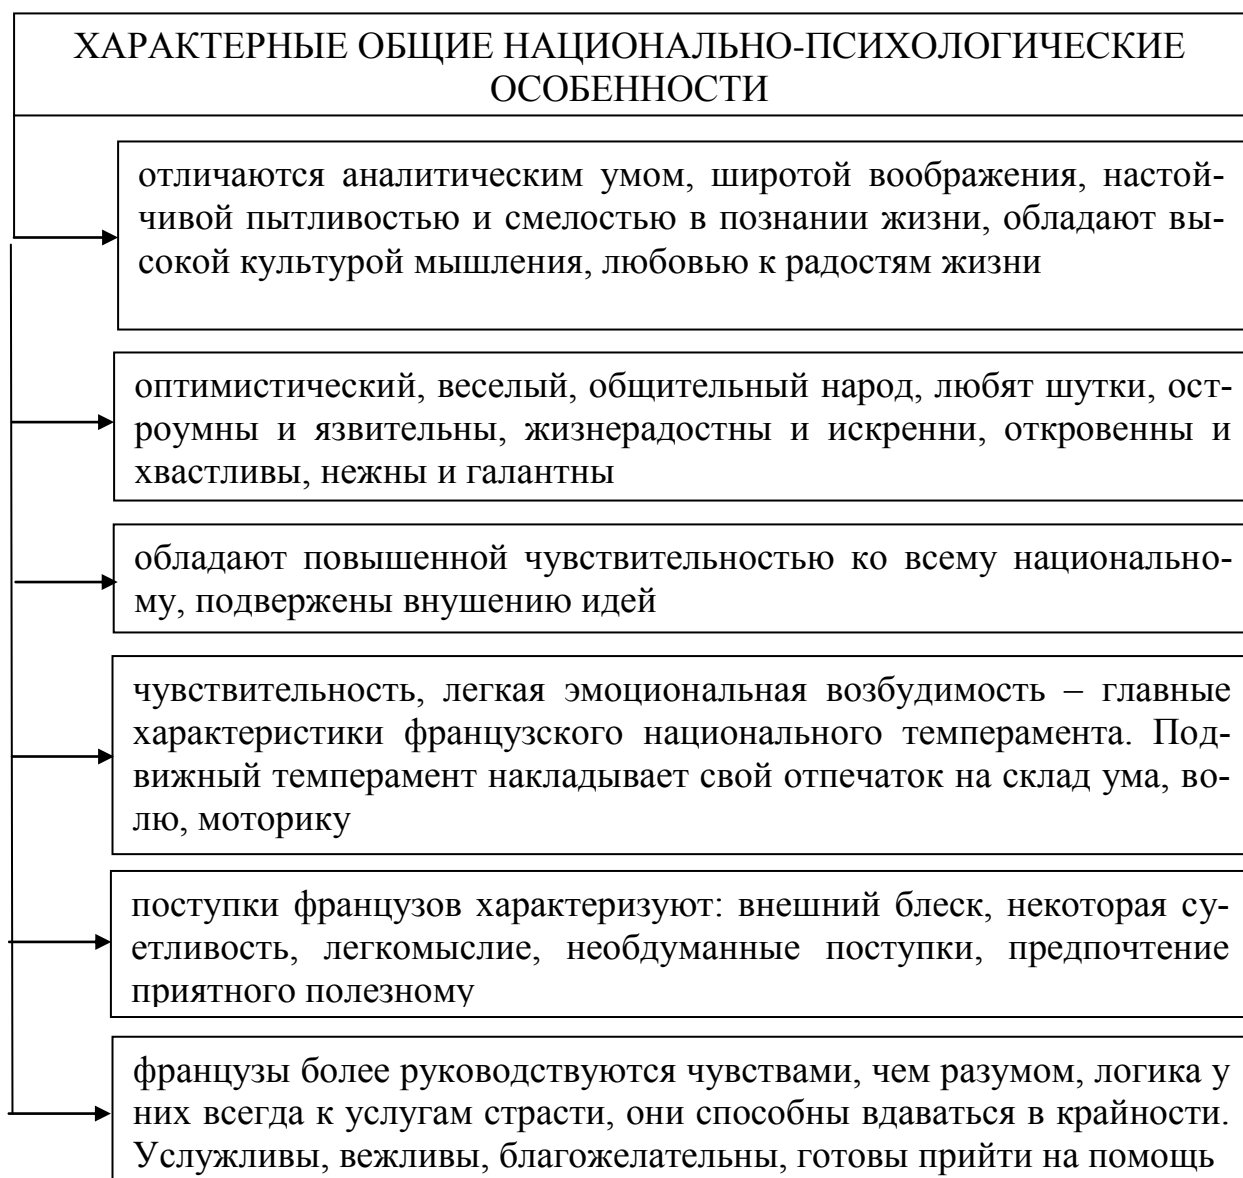 ХАРАКТЕРНЫЕ ОБЩИЕ НАЦИОНАЛЬНО-ПСИХОЛОГИЧЕСКИЕ
ОСОБЕННОСТИ
отличаются аналитическим умом, широтой воображения, настой-
чивой пытливостью и смелостью в познании жизни, обладают вы-
сокой культурой мышления, любовью к радостям жизни
оптимистический, веселый, общительный народ, любят шутки, ост-
роумны и язвительны, жизнерадостны и искренни, откровенны и
хвастливы, нежны и галантны
обладают повышенной чувствительностью ко всему национально-
му, подвержены внушению идей
чувствительность, легкая эмоциональная возбудимость – главные
характеристики французского национального темперамента. Под-
вижный темперамент накладывает свой отпечаток на склад ума, во-
лю, моторику
поступки французов характеризуют: внешний блеск, некоторая су-
етливость, легкомыслие, необдуманные поступки, предпочтение
приятного полезному
французы более руководствуются чувствами, чем разумом, логика у
них всегда к услугам страсти, они способны вдаваться в крайности.
Услужливы, вежливы, благожелательны, готовы прийти на помощь